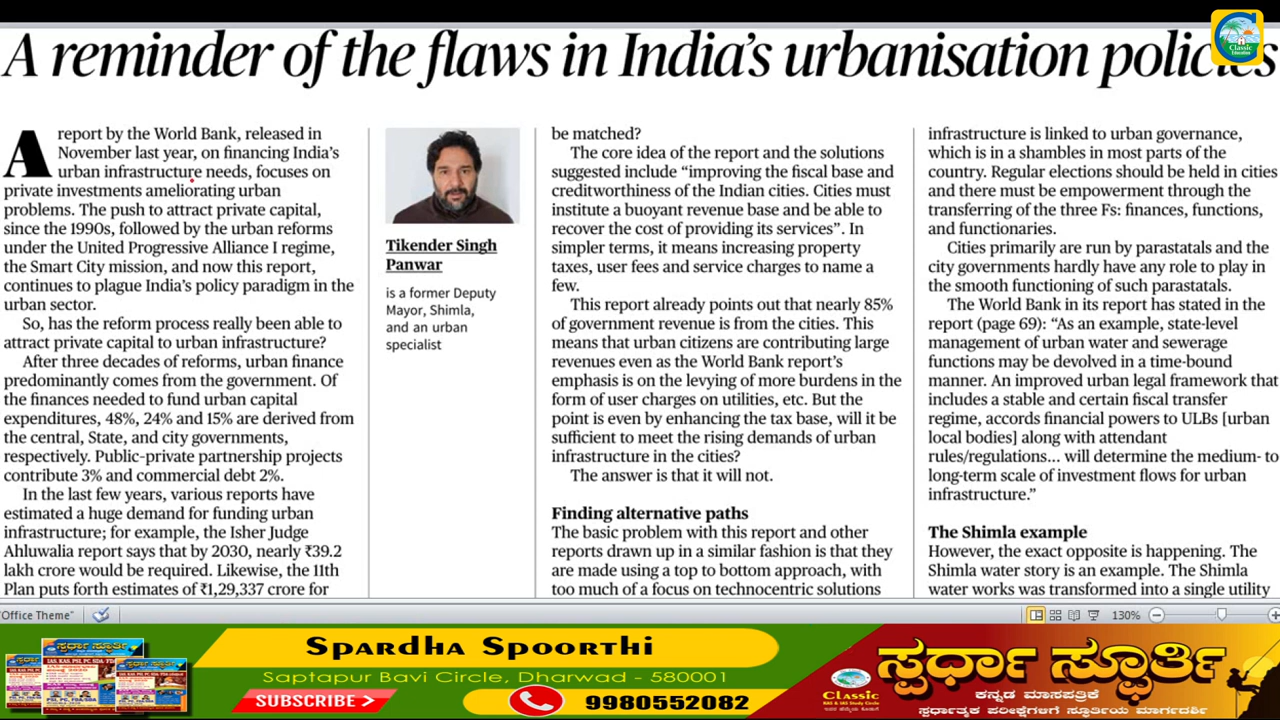 A reminder of the flaws in India's urbanisation policies
Classic
Education
A report by the World Bank, released in
November last year, on financing India's
urban infrastructure needs, focuses on
private investments ameliorating urban
problems. The push to attract private capital,
since the 1990s, followed by the urban reforms
under the United Progressive Alliance I regime,
the Smart City mission, and now this report,
continues to plague India's policy paradigm in the
urban sector.
So, has the reform process really been able to
attract private capital to urban infrastructure?
After three decades of reforms, urban finance
predominantly comes from the government. Of
the finances needed to fund urban capital
expenditures, 48%, 24% and 15% are derived from
the central, State, and city governments,
respectively. Public-private partnership projects
contribute 3% and commercial debt 2%.
In the last few years, various reports have
estimated a huge demand for funding urban
infrastructure; for example, the Isher Judge
Ahluwalia report says that by 2030, nearly ₹39.2
lakh crore would be required. Likewise, the 11th
Plan puts forth estimates of ₹1,29,337 crore for
Tikender Singh
Panwar
is a former Deputy
Mayor, Shimla,
and an urban
specialist
be matched?
The core idea of the report and the solutions
suggested include “improving the fiscal base and
creditworthiness of the Indian cities. Cities must
institute a buoyant revenue base and be able to
recover the cost of providing its services”. In
simpler terms, it means increasing property
taxes, user fees and service charges to name a
few.
This report already points out that nearly 85%
of government revenue is from the cities. This
means that urban citizens are contributing large
revenues even as the World Bank report's
emphasis is on the levying of more burdens in the
form of user charges on utilities, etc. But the
point is even by enhancing the tax base, will it be
sufficient to meet the rising demands of urban
infrastructure in the cities?
The answer is that it will not.
Finding alternative paths
The basic problem with this report and other
reports drawn up in a similar fashion is that they
are made using a top to bottom approach, with
too much of a focus on technocentric solutions
infrastructure is linked to urban governance,
which is in a shambles in most parts of the
country. Regular elections should be held in cities
and there must be empowerment through the
transferring of the three Fs: finances, functions,
and functionaries.
Cities primarily are run by parastatals and the
city governments hardly have any role to play in
the smooth functioning of such parastatals.
The World Bank in its report has stated in the
report (page 69): “As an example, state-level
management of urban water and sewerage
functions may be devolved in a time-bound
manner. An improved urban legal framework that
includes a stable and certain fiscal transfer
regime, accords financial powers to ULBs [urban
local bodies] along with attendant
rules/regulations... will determine the medium- to
long-term scale of investment flows for urban
infrastructure.”
The Shimla example
However, the exact opposite is happening. The
Shimla water story is an example. The Shimla
water works was transformed into a single utility
"Office Theme"
130%
Spardha Spoorthi
Saptapur Bavi Circle, Dharwad - 580001
SUBSCRIBE
9980552082
ಸ್ಪರ್ಧಾ ಸ್ಫೂರ್ತಿ
ಕನ್ನಡ ಮಾಸಪತ್ರಿಕೆ
ಸ್ಪರ್ಧಾತ್ಮಕ ಪರೀಕ್ಷೆಗಳಿಗೆ ಸ್ಫೂರ್ತಿಯ ಮಾರ್ಗದರ್ಶಿ
Classic
IAS & KAS Study Circle